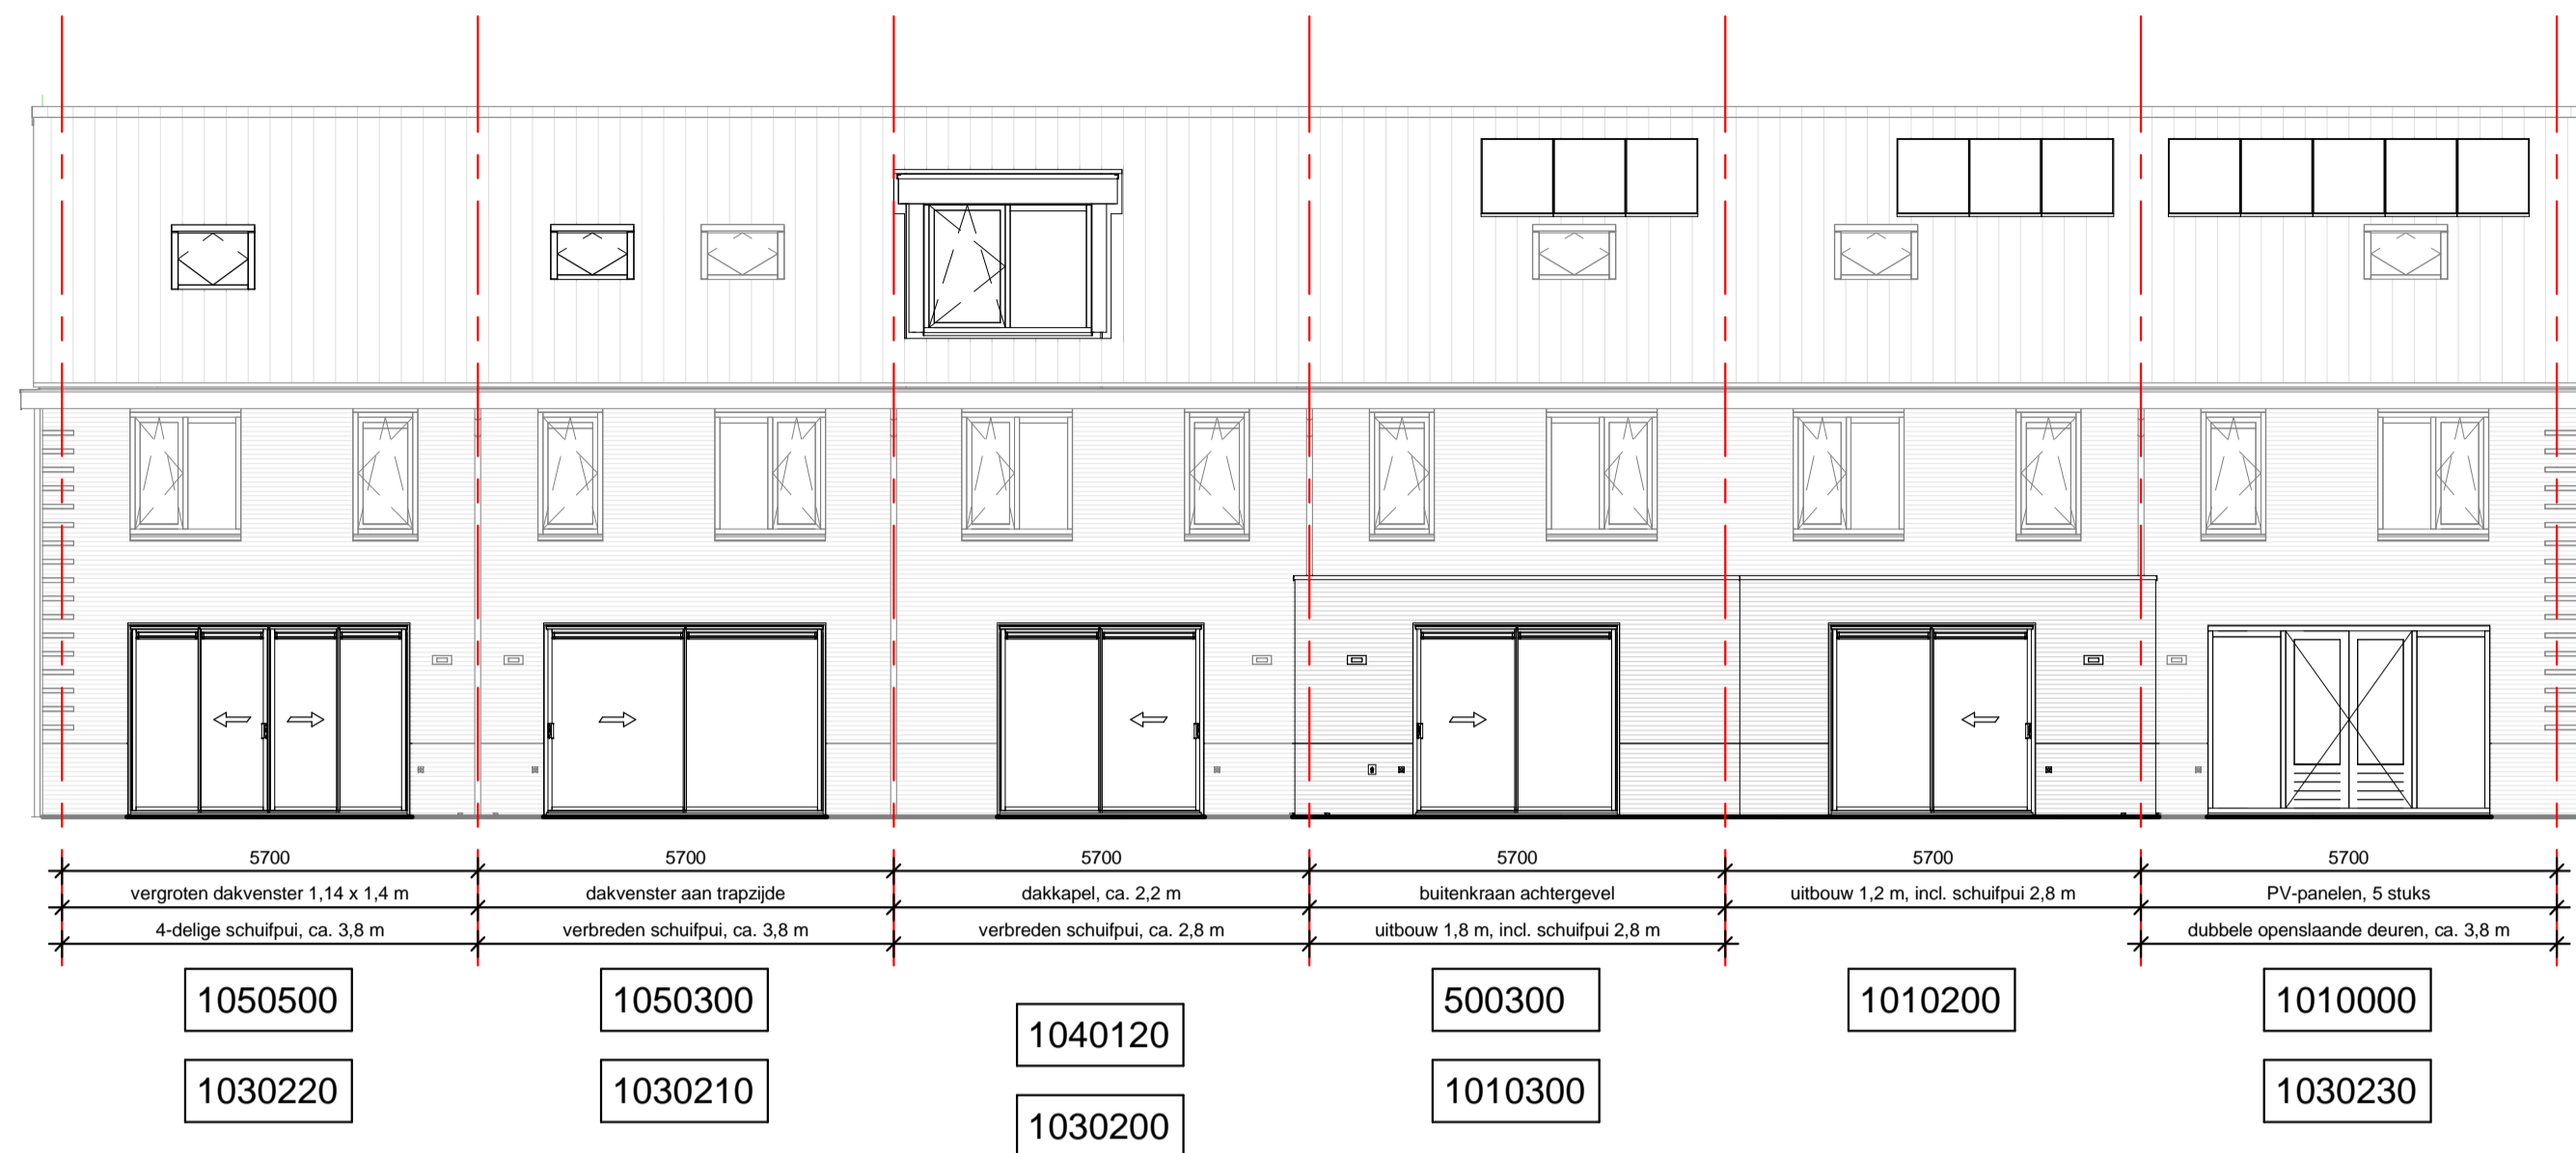 5700 5700 5700 5700 5700 5700
vergroten dakvenster 1,14 x 1,4 m dakvenster aan trapzijde dakkapel, ca. 2,2 m buitenkraan achtergevel uitbouw 1,2 m, incl. schuifpui 2,8 m PV-panelen, 5 stuks
4-delige schuifpui, ca. 3,8 m verbreden schuifpui, ca. 3,8 m verbreden schuifpui, ca. 2,8 m uitbouw 1,8 m, incl. schuifpui 2,8 m dubbele openslaande deuren, ca. 3,8 m
1050500 1050300 500300 1010200 1010000
1040120
1030220 1030210 1010300 1030230
1030200